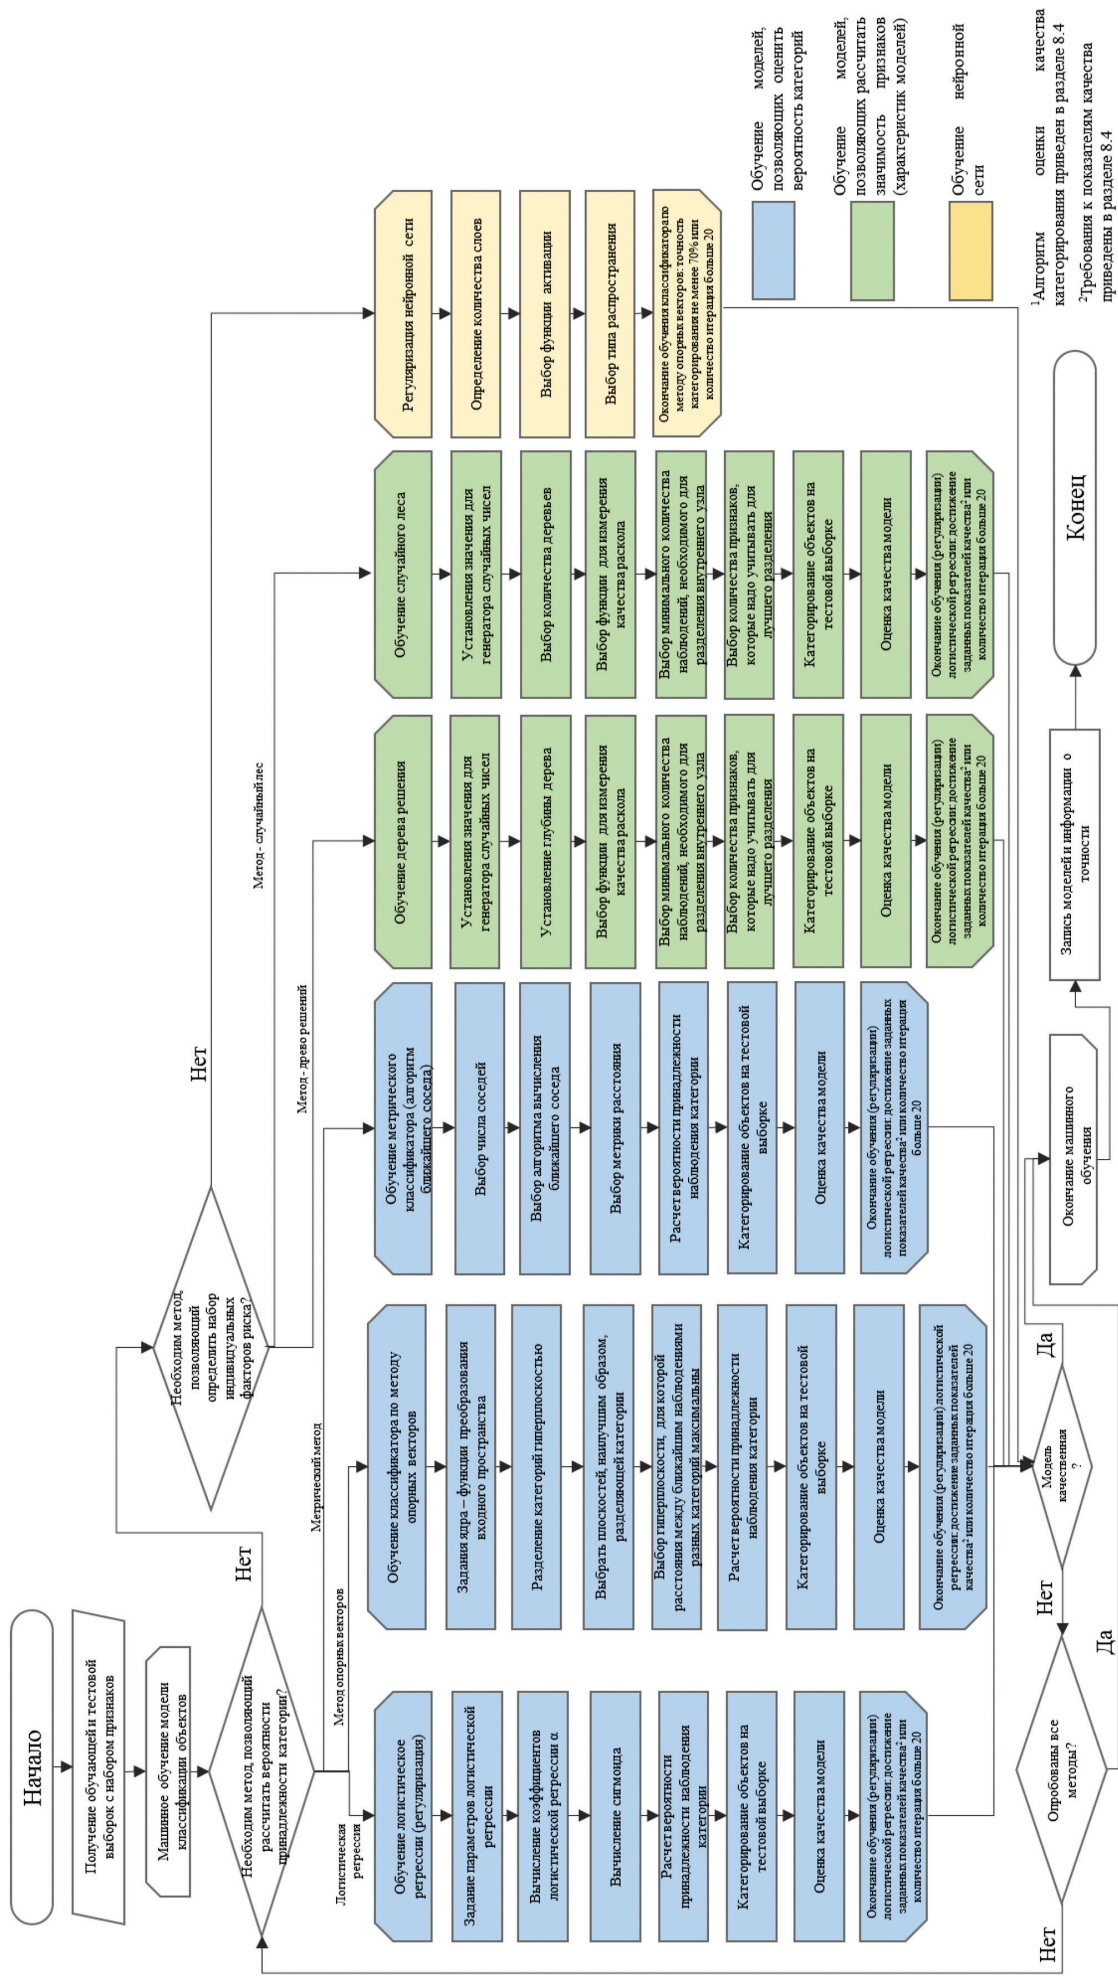 Начало
Получение обучающей и тестовой
выборок с набором признаков
Машинное обучение модели
классификации объектов
Необходим метод, позволяющий
рассчитать вероятности
принадлежности категории?
Нет
Необходим метод,
позволяющий
определить набор
индивидуальных
факторов риска?
Нет
Логистическая
регрессия
Метод опорных векторов
Метрический метод
Метод - древо решений
Метод - случайный лес
Обучение логистическое
регрессии (регуляризация)
Задание параметров логистической
регрессии
Вычисление коэффициентов
логистической регрессии α
Вычисление сигмоида
Расчет вероятности
принадлежности наблюдения
категории
Категорирование объектов на
тестовой выборке
Оценка качества модели
Окончание обучения (регуляризации)
логистической регрессии: достижение
заданных показателей качества² или
количество итерация больше 20
Обучение классификатора по методу
опорных векторов
Задания ядра – функции преобразования
входного пространства
Разделение категорий гиперплоскостью
Выбрать плоскостей, наилучшим образом,
разделяющей категории
Выбор гиперплоскости, для которой
расстояния между ближайшим наблюдениями
разных категорий максимальны
Расчет вероятности принадлежности
наблюдения категории
Категорирование объектов на тестовой
выборке
Оценка качества модели
Окончание обучения (регуляризации) логистической
регрессии: достижение заданных показателей
качества² или количество итерация больше 20
Обучение метрического
классификатора (алгоритм
ближайшего соседа)
Выбор числа соседей
Выбор алгоритма вычисления
ближайшего соседа
Выбор метрики расстояния
Расчет вероятности принадлежности
наблюдения категории
Категорирование объектов на тестовой
выборке
Оценка качества модели
Окончание обучения (регуляризации)
логистической регрессии: достижение заданных
показателей качества² или количество итерация
больше 20
Обучение дерева решения
Установления значения для
генератора случайных чисел
Установление глубины дерева
Выбор функции для измерения
качества раскола
Выбор минимального количества
наблюдений, необходимого для
разделения внутреннего узла
Выбор количества признаков,
которые надо учитывать для
лучшего разделения
Категорирование объектов на
тестовой выборке
Оценка качества модели
Окончание обучения (регуляризации)
логистической регрессии: достижение
заданных показателей качества² или
количество итерация больше 20
Обучение случайного леса
Установления значения для
генератора случайных чисел
Выбор количества деревьев
Выбор функции для измерения
качества раскола
Выбор минимального количества
наблюдений, необходимого для
разделения внутреннего узла
Выбор количества признаков,
которые надо учитывать для
лучшего разделения
Категорирование объектов на
тестовой выборке
Оценка качества модели
Окончание обучения (регуляризации)
логистической регрессии: достижение
заданных показателей качества² или
количество итерация больше 20
Регуляризация нейронной сети
Определение количества слоев
Выбор функции активации
Выбор типа распространения
Окончание обучения классификатора по
методу опорных векторов: точность
категорирования не менее 70% или
количество итерация больше 20
Модель
качественная
?
Да
Нет
Опробованы все
методы?
Да
Нет
Окончание машинного
обучения
Запись моделей и информации о
точности
Конец
Обучение моделей,
позволяющих оценить
вероятность категорий
Обучение моделей,
позволяющих рассчитать
значимость признаков
(характеристик моделей)
Обучение нейронной
сети
¹Алгоритм оценки качества
категорирования приведен в разделе 8.4
²Требования к показателям качества
приведены в разделе 8.4